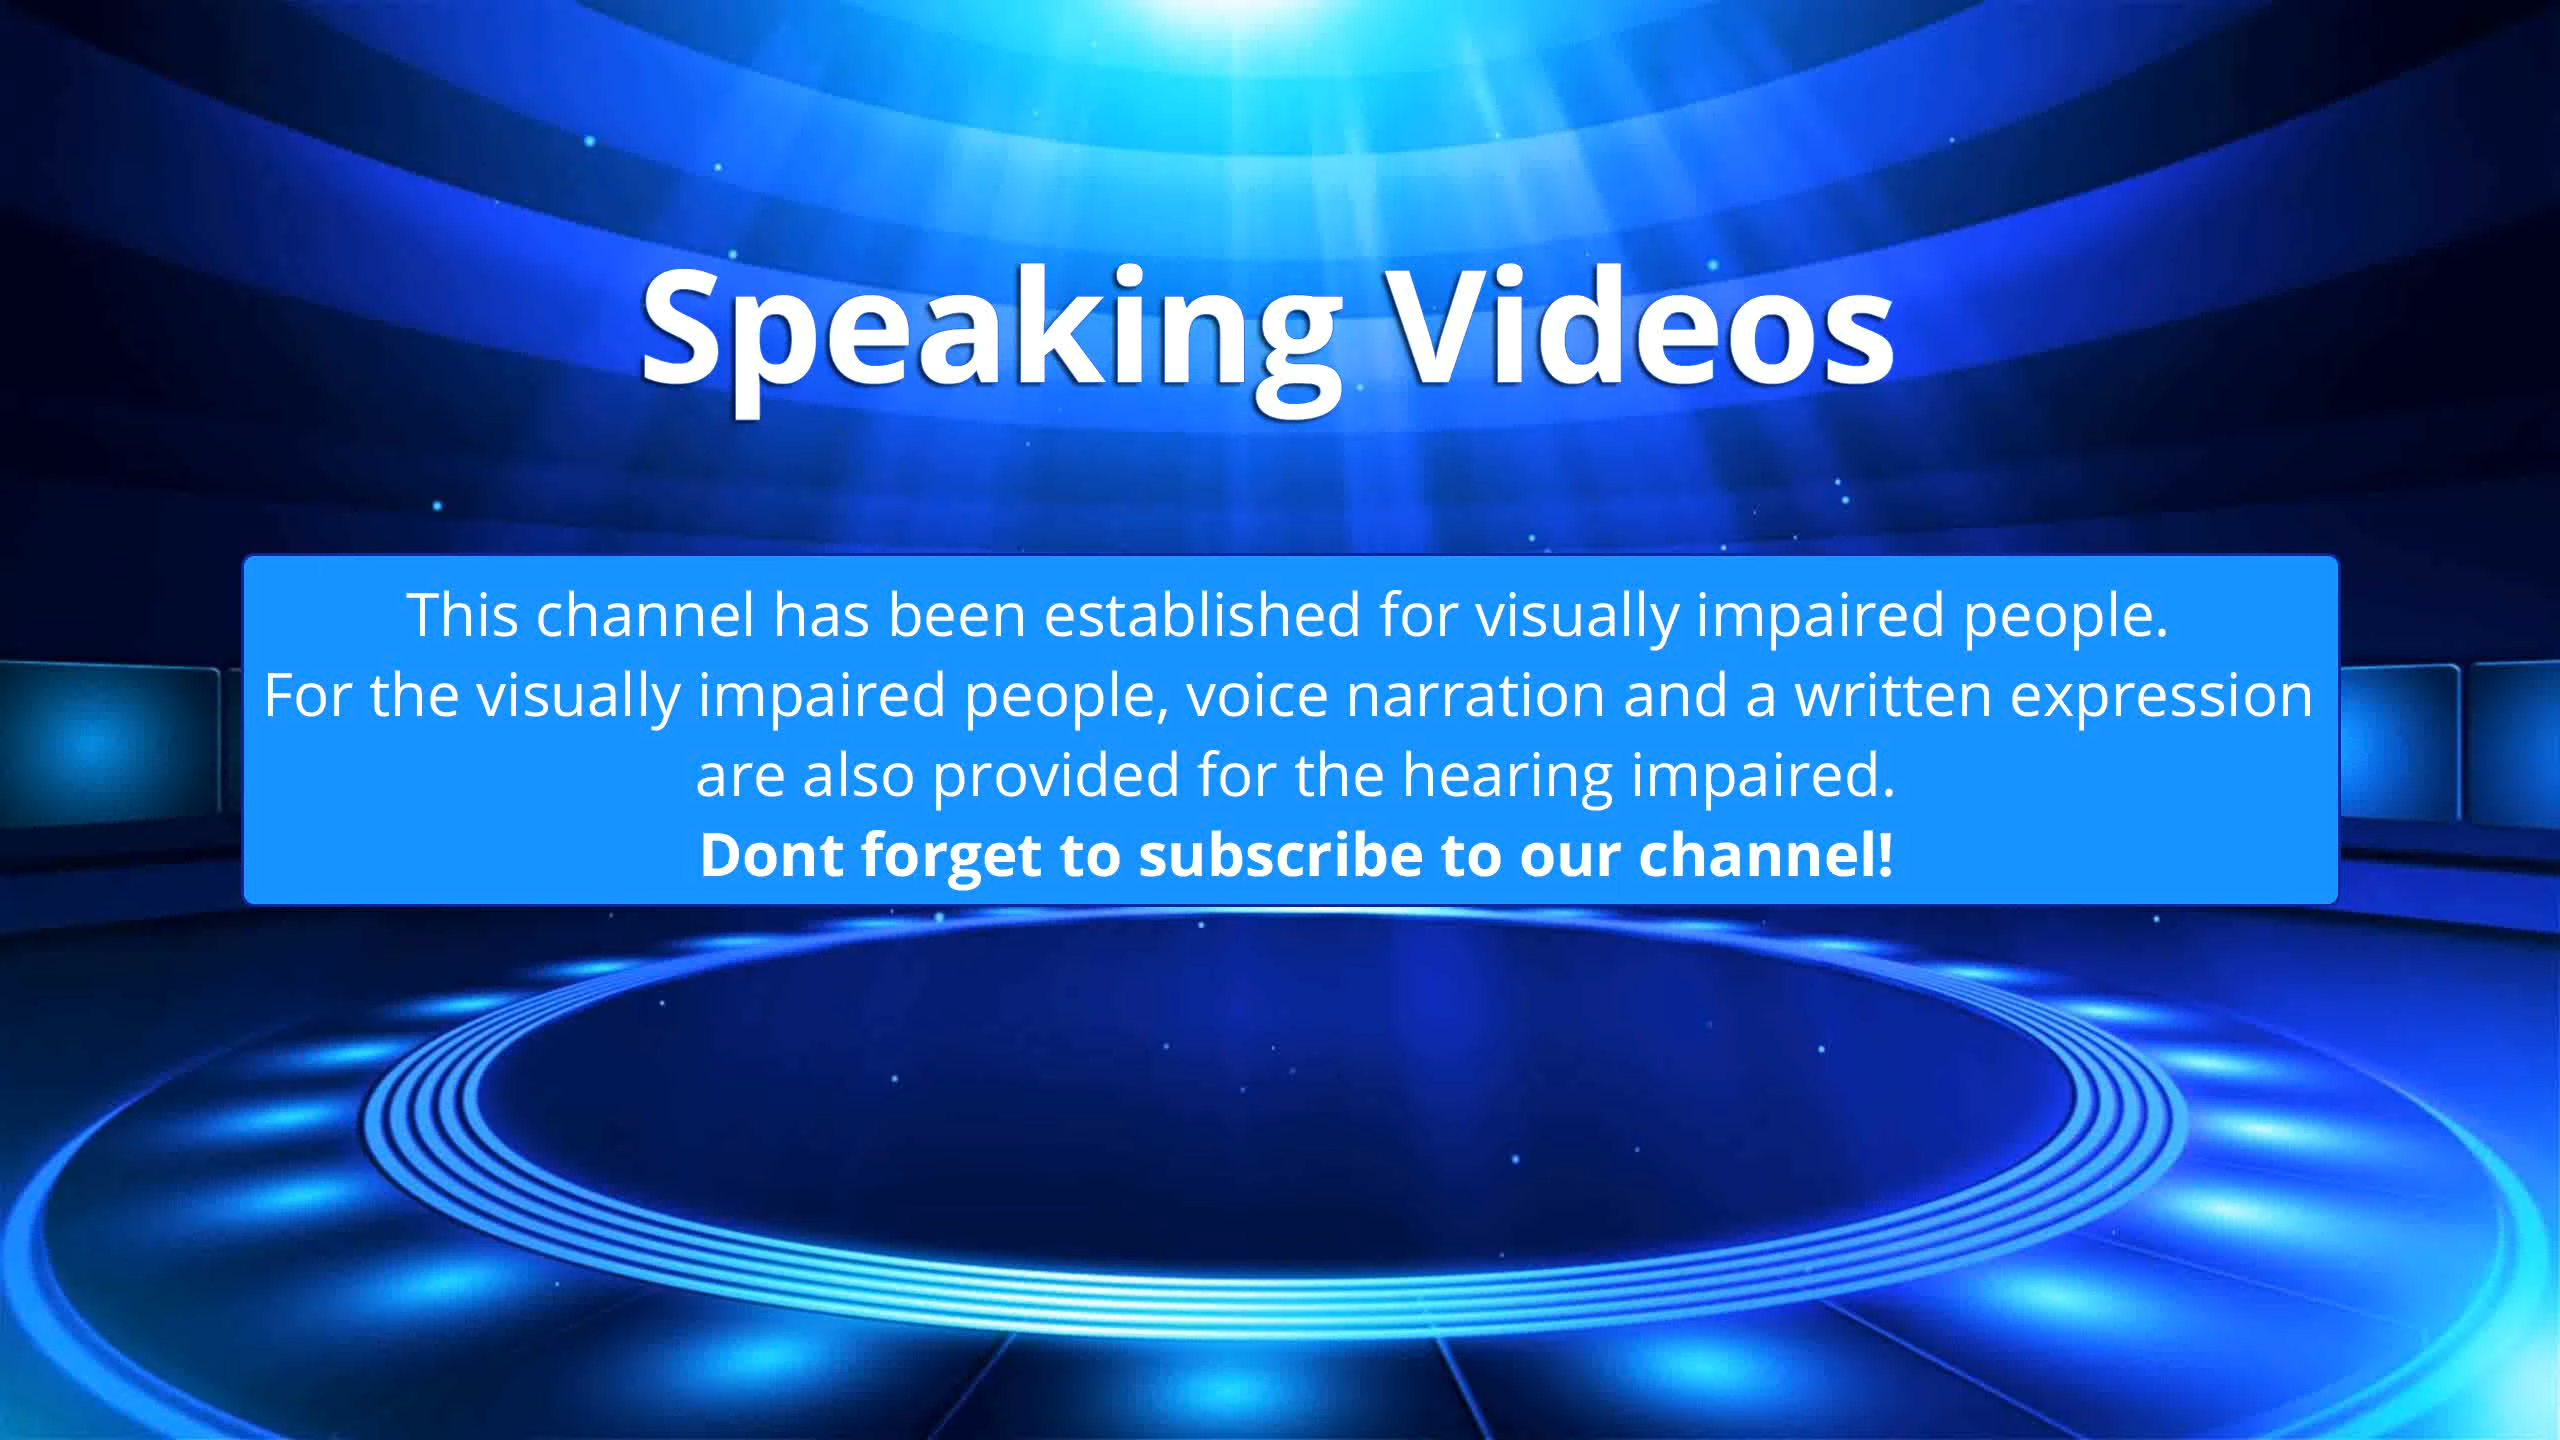 Speaking Videos
This channel has been established for visually impaired people.
For the visually impaired people, voice narration and a written expression
are also provided for the hearing impaired.
Dont forget to subscribe to our channel!